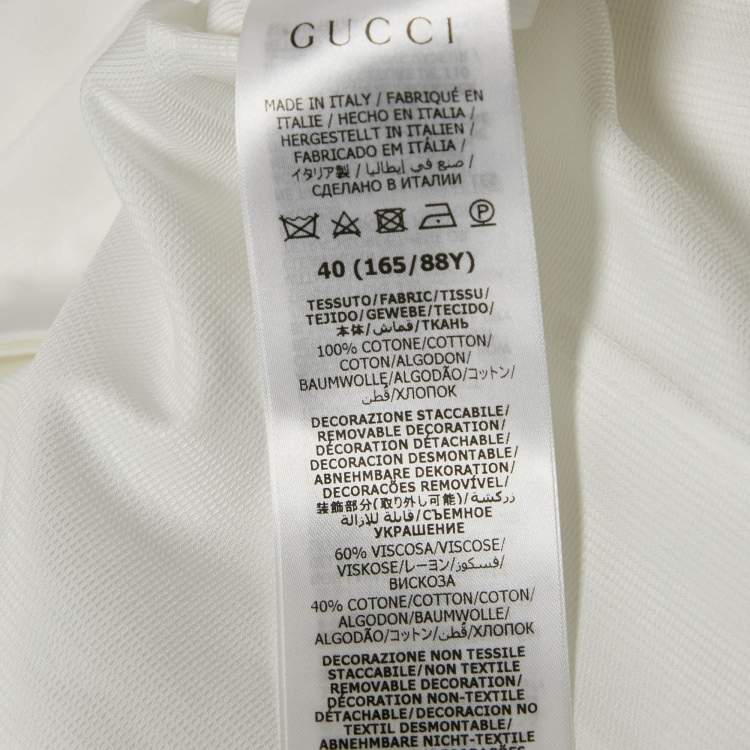 GUCCI
MADE IN ITALY / FABRIQUÉ EN
ITALIE / HECHO EN ITALIA /
HERGESTELLT IN ITALIEN /
FABRICADO EM ITÁLIA /
イタリア製 / صنع في إيطاليا /
СДЕЛАНО В ИТАЛИИ
40 (165/88Y)
TESSUTO/FABRIC/TISSU/
TEJIDO/GEWEBE/TECIDO/
本体/قماش/ТКАНЬ
100% COTONE/COTTON/
COTON/ALGODON/
BAUMWOLLE/ALGODÃO/コットン/
قُطن/ХЛОПОК
DECORAZIONE STACCABILE/
REMOVABLE DECORATION/
DÉCORATION DÉTACHABLE/
DECORACION DESMONTABLE/
ABNEHMBARE DEKORATION/
DECORAÇÕES REMOVÍVEL/
装飾部分(取り外し可能)/زركشة
قابلة للإزالة/СЪЕМНОЕ
УКРАШЕНИЕ
60% VISCOSA/VISCOSE/
VISKOSE/レーヨン/فسكوز/
ВИСКОЗА
40% COTONE/COTTON/COTON/
ALGODON/BAUMWOLLE/
ALGODÃO/コットン/قُطن/ХЛОПОК
DECORAZIONE NON TESSILE
STACCABILE/ NON TEXTILE
REMOVABLE DECORATION/
DÉCORATION NON-TEXTILE
DÉTACHABLE/DECORACION NO
TEXTIL DESMONTABLE/
ABNEHMBARE NICHT-TEXTILE